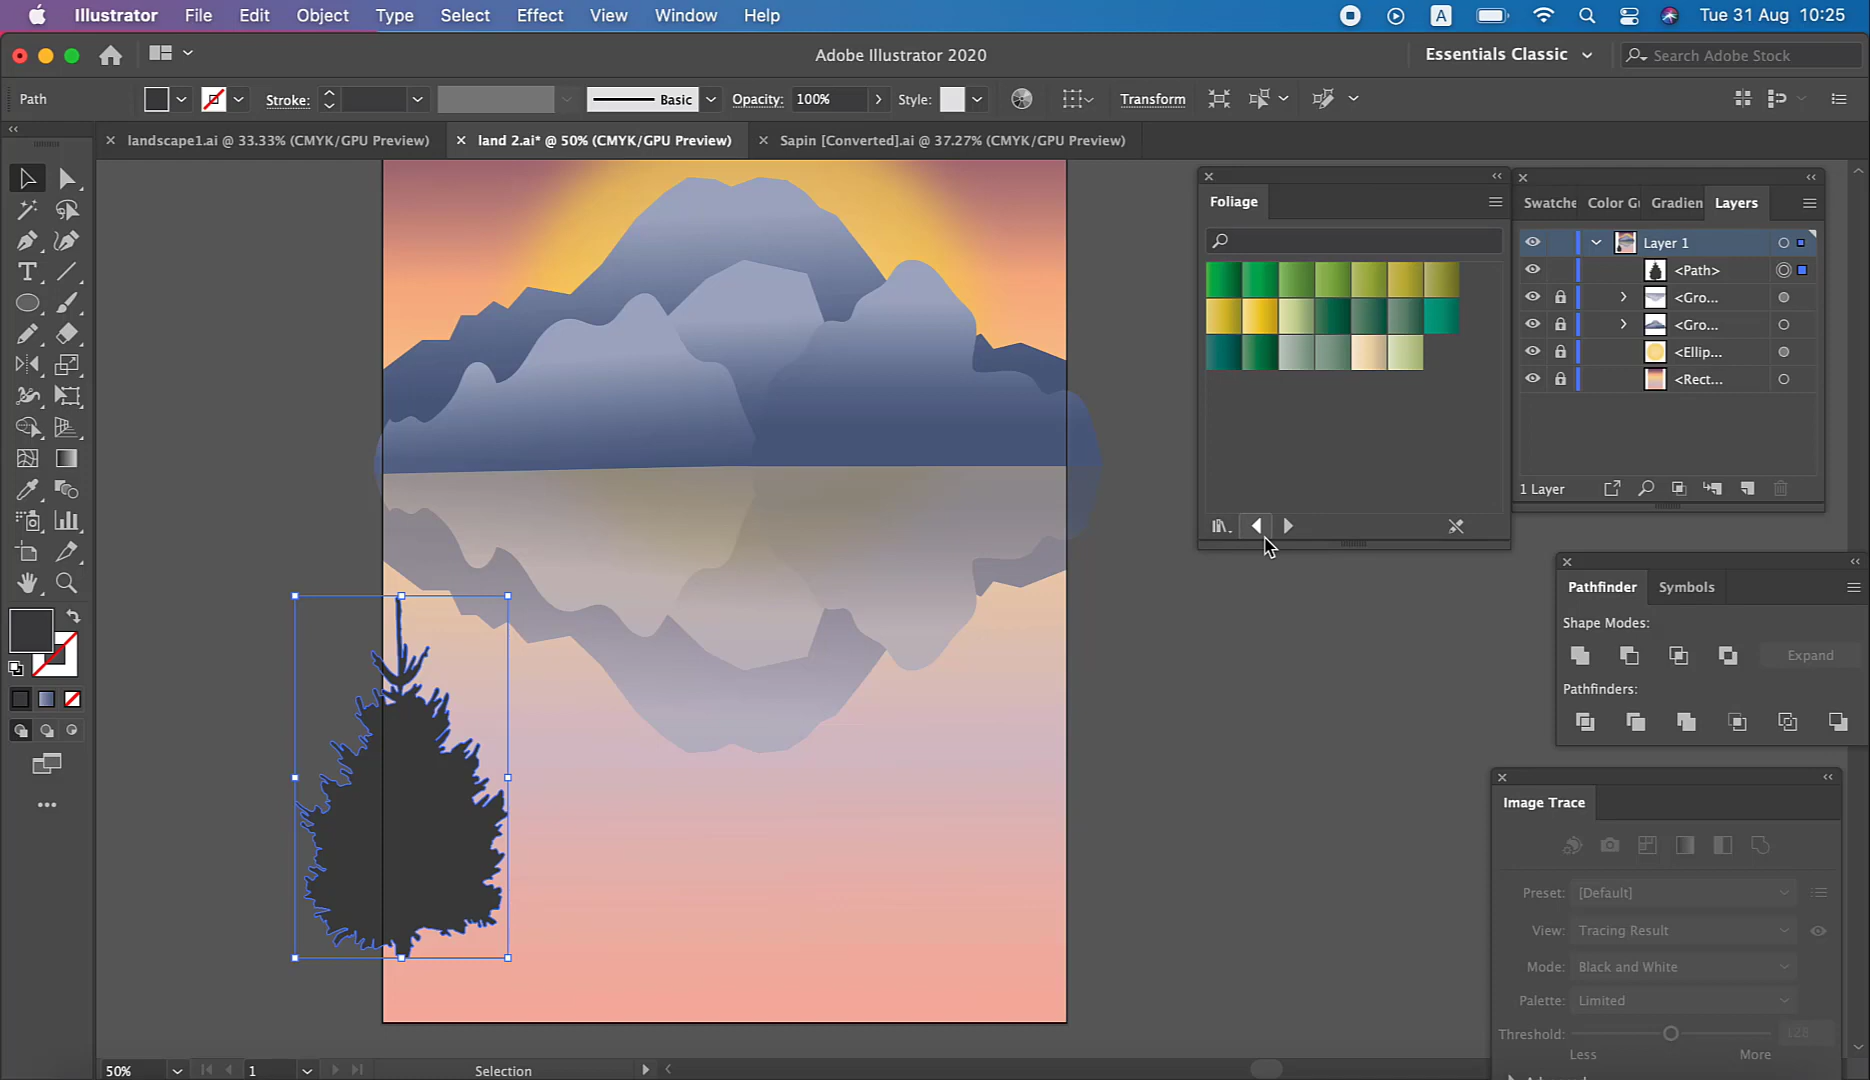 Illustrator File Edit Object Type Select Effect View Window Help A Tue 31 Aug 10:25
Adobe Illustrator 2020 Essentials Classic Search Adobe Stock
Path Stroke: Basic Opacity: 100% Style: Transform
landscape1.ai @ 33.33% (CMYK/GPU Preview) land 2.ai* @ 50% (CMYK/GPU Preview) Sapin [Converted].ai @ 37.27% (CMYK/GPU Preview)
Foliage
Swatche Color G Gradien Layers
Layer 1
<Path>
<Gro...
<Gro...
<Ellip...
<Rect...
1 Layer
Pathfinder Symbols
Shape Modes:
Expand
Pathfinders:
Image Trace
Preset: [Default]
View: Tracing Result
Mode: Black and White
Palette: Limited
Threshold: 128
Less More
50% 1 Selection